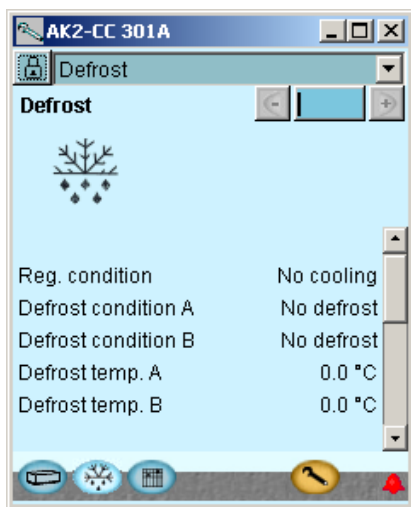 AK2-CC 301A
Defrost
Defrost
Reg. condition No cooling
Defrost condition A No defrost
Defrost condition B No defrost
Defrost temp. A 0.0 °C
Defrost temp. B 0.0 °C